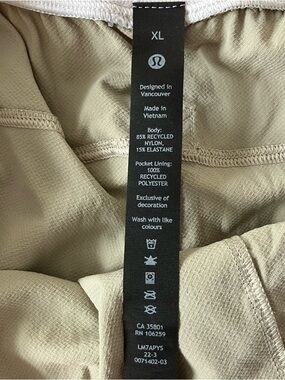 XL
Designed in
Vancouver
Made in
Vietnam
Body:
85% RECYCLED
NYLON,
15% ELASTANE
Pocket Lining:
100%
RECYCLED
POLYESTER
Exclusive of
decoration
Wash with like
colours
CA 35801
RN 106259
LM7APYS
22-3
0071402-03